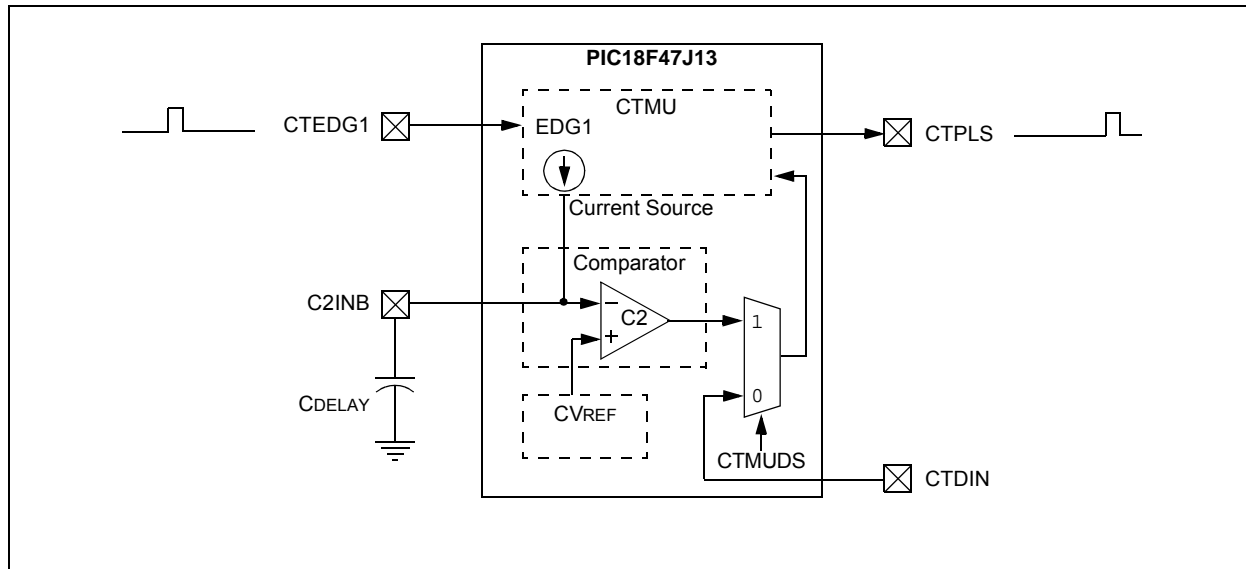 PIC18F47J13
CTMU
CTEDG1
EDG1
CTPLS
Current Source
Comparator
C2INB
−
C2
+
1
CDELAY
0
CVREF
CTMUDS
CTDIN